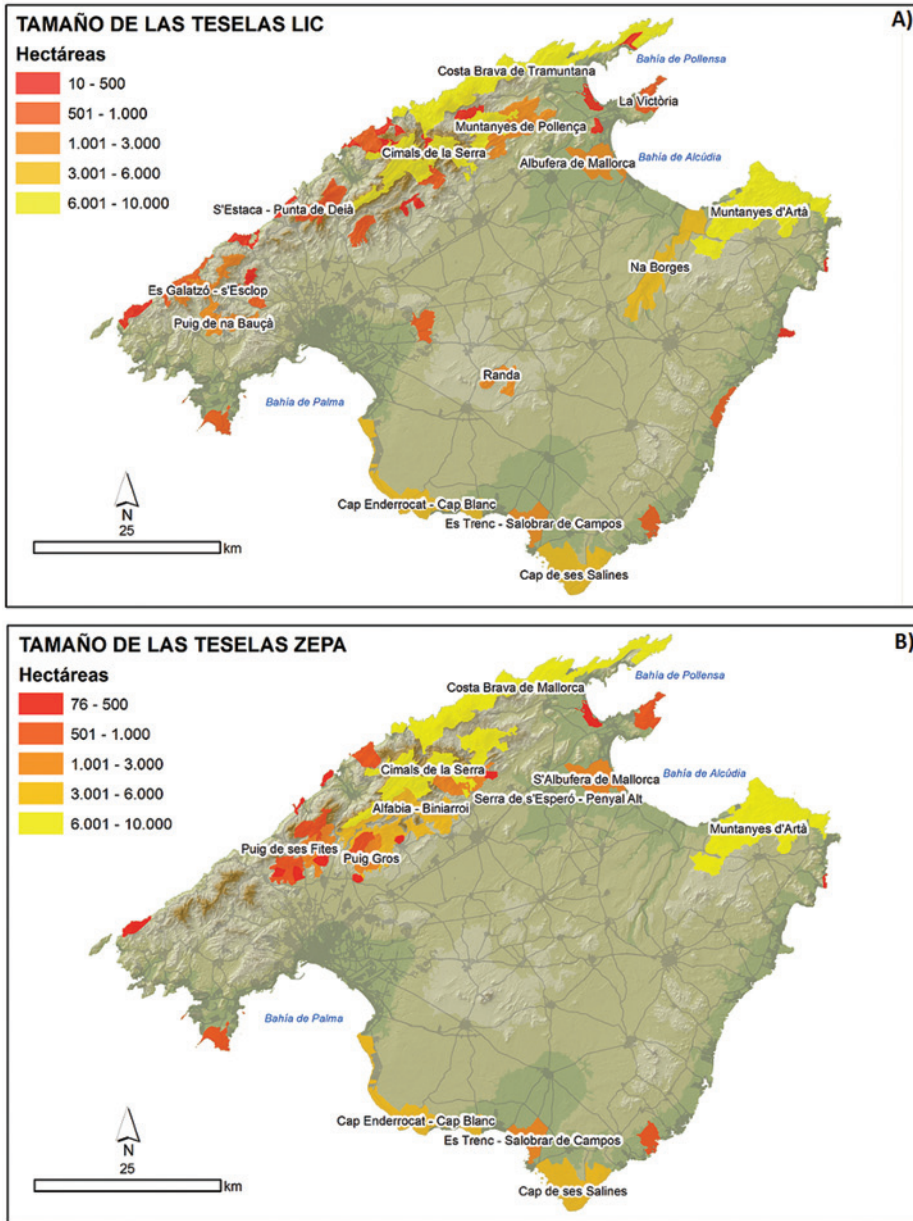 TAMAÑO DE LAS TESELAS LIC
A)
Hectáreas
10 - 500
501 - 1.000
1.001 - 3.000
3.001 - 6.000
6.001 - 10.000
Bahía de Pollensa
Costa Brava de Tramuntana
La Victòria
Muntanyes de Pollença
Cimals de la Serra
Albufera de Mallorca
Bahía de Alcúdia
S'Estaca - Punta de Deià
Muntanyes d'Artà
Na Borges
Es Galatzó - s'Esclop
Puig de na Bauçà
Randa
Bahía de Palma
Cap Enderrocat - Cap Blanc
Es Trenc - Salobrar de Campos
Cap de ses Salines
N
25
km
TAMAÑO DE LAS TESELAS ZEPA
B)
Hectáreas
76 - 500
501 - 1.000
1.001 - 3.000
3.001 - 6.000
6.001 - 10.000
Bahía de Pollensa
Costa Brava de Mallorca
Cimals de la Serra
S'Albufera de Mallorca
Bahía de Alcúdia
Alfabia - Biniarroi
Serra de s'Esperó - Penyal Alt
Muntanyes d'Artà
Puig de ses Fites
Puig Gros
Bahía de Palma
Cap Enderrocat - Cap Blanc
Es Trenc - Salobrar de Campos
Cap de ses Salines
N
25
km